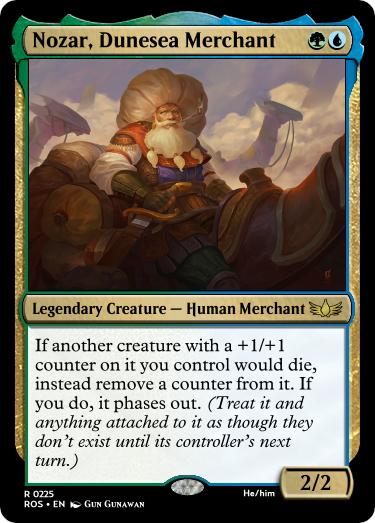 Nozar, Dunesea Merchant
Legendary Creature — Human Merchant
If another creature with a +1/+1
counter on it you control would die,
instead remove a counter from it. If
you do, it phases out. (Treat it and
anything attached to it as though they
don't exist until its controller's next
turn.)
2/2
R 0225
ROS • EN Gun Gunawan
He/him